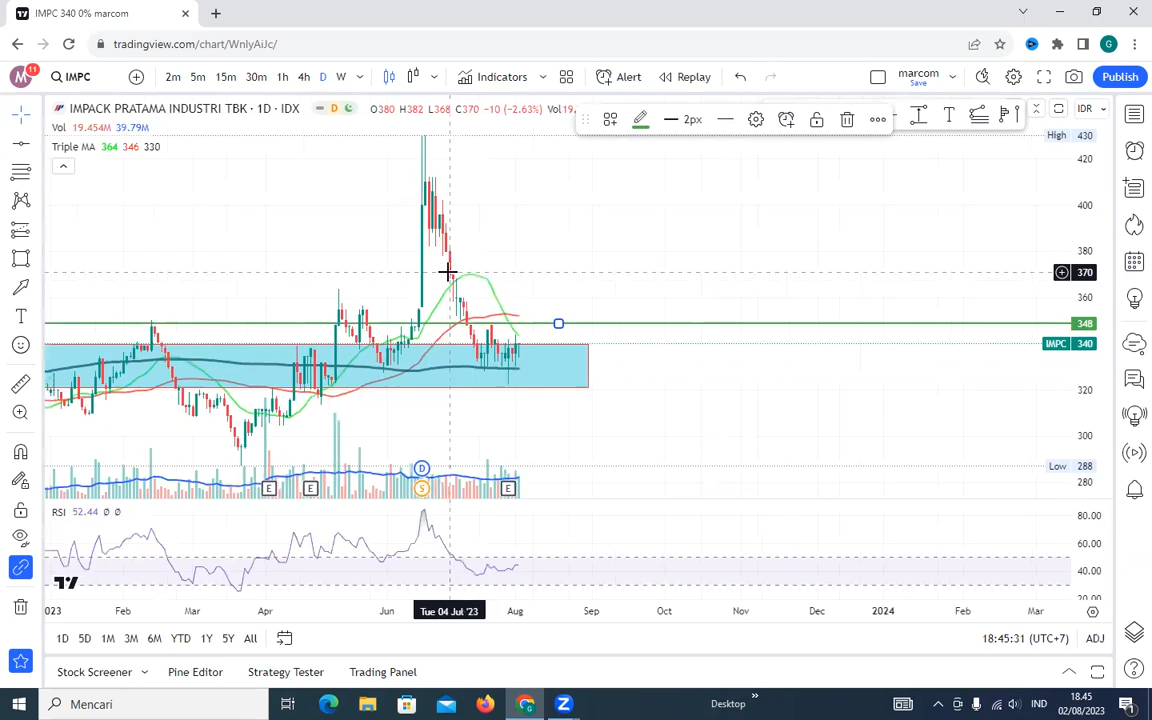 IMPC 340 0% marcom
tradingview.com/chart/WnlyAiJc/
M 11 IMPC 2m 5m 15m 30m 1h 4h D W Indicators Alert Replay marcom Save Publish
IMPACK PRATAMA INDUSTRI TBK · 1D · IDX D O380 H382 L368 C370 −10 (−2.63%) Vol19. 2px T IDR
Vol 19.454M 39.79M
High 430
Triple MA 364 346 330
420
400
380
370
360
348
IMPC 340
320
300
Low 288
280
D
E E S E
RSI 52.44 Ø Ø
80.00
60.00
40.00
20.00
023 Feb Mar Apr Jun Tue 04 Jul '23 Aug Sep Oct Nov Dec 2024 Feb Mar
1D 5D 1M 3M 6M YTD 1Y 5Y All 18:45:31 (UTC+7) ADJ
Stock Screener Pine Editor Strategy Tester Trading Panel
Mencari Desktop IND 18.45
02/08/2023 1